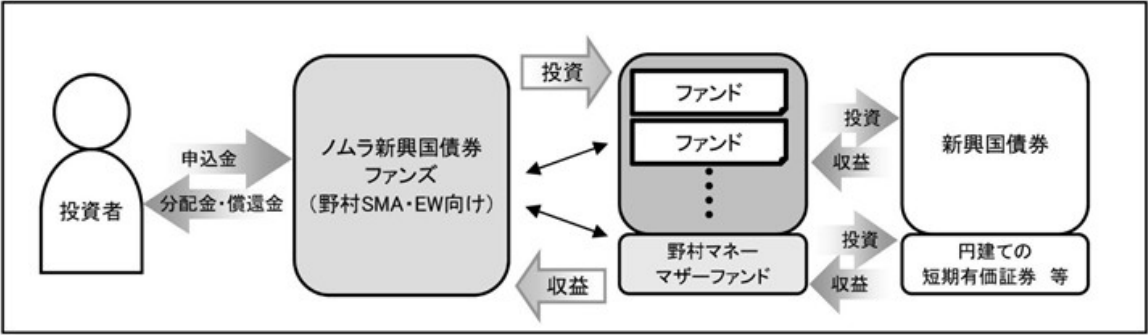 投資者
申込金
分配金・償還金
ノムラ新興国債券
ファンズ
（野村SMA・EW向け）
投資
収益
ファンド
ファンド
野村マネー
マザーファンド
投資
収益
投資
収益
新興国債券
円建ての
短期有価証券 等